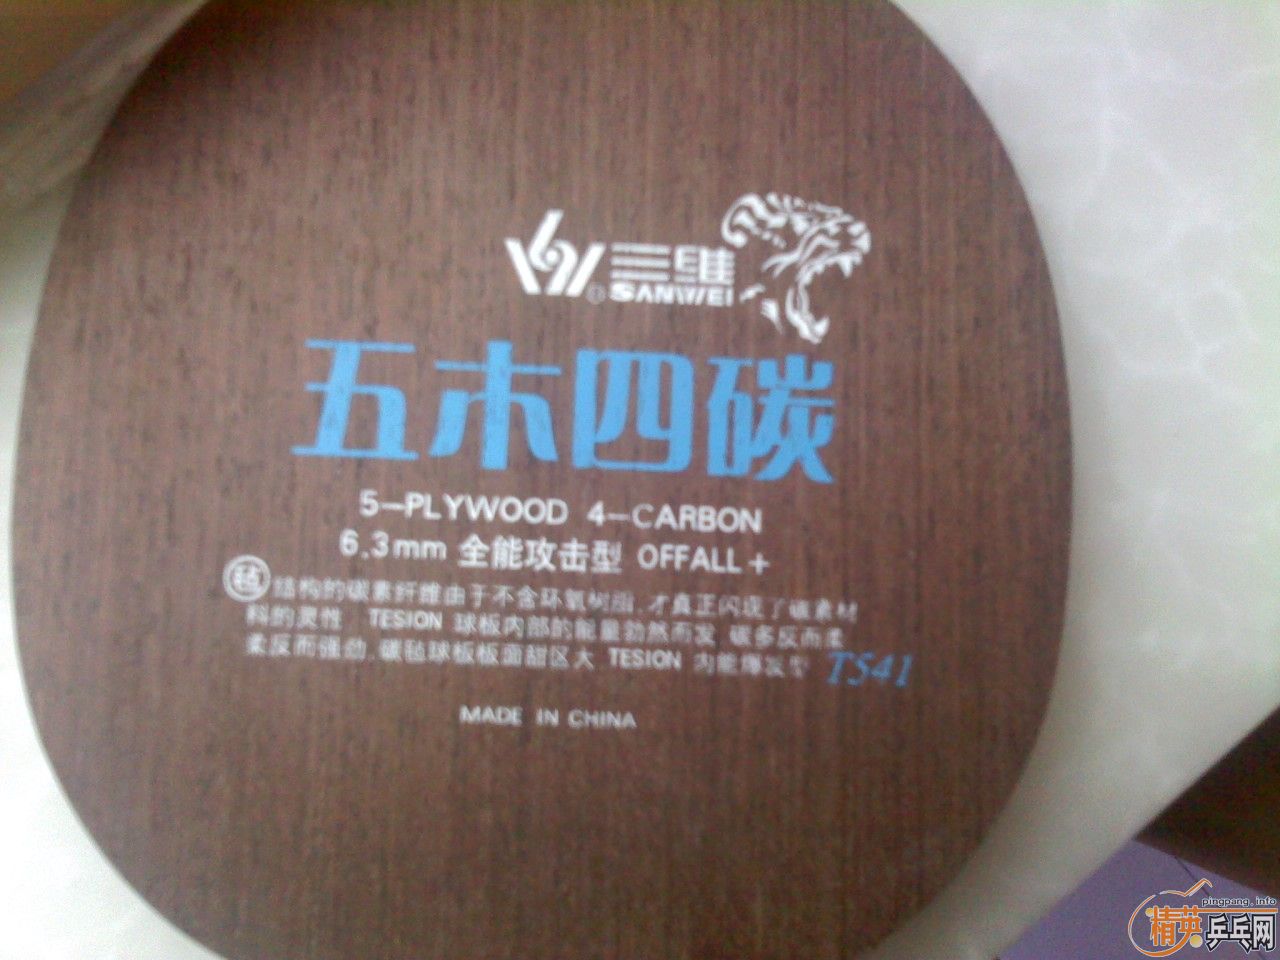 三维
SANWEI
五木四碳
5-PLYWOOD 4-CARBON
6.3mm 全能攻击型 OFFALL+
毡 结构的碳素纤维由于不含环氧树脂,才真正闪现了碳素材
料的灵性 TESION 球板内部的能量勃然而发 碳多反而柔
柔反而强劲,碳毡球板板面甜区大 TESION 内能爆发型 TS41
MADE IN CHINA
pingpang.info
精英乒乓网